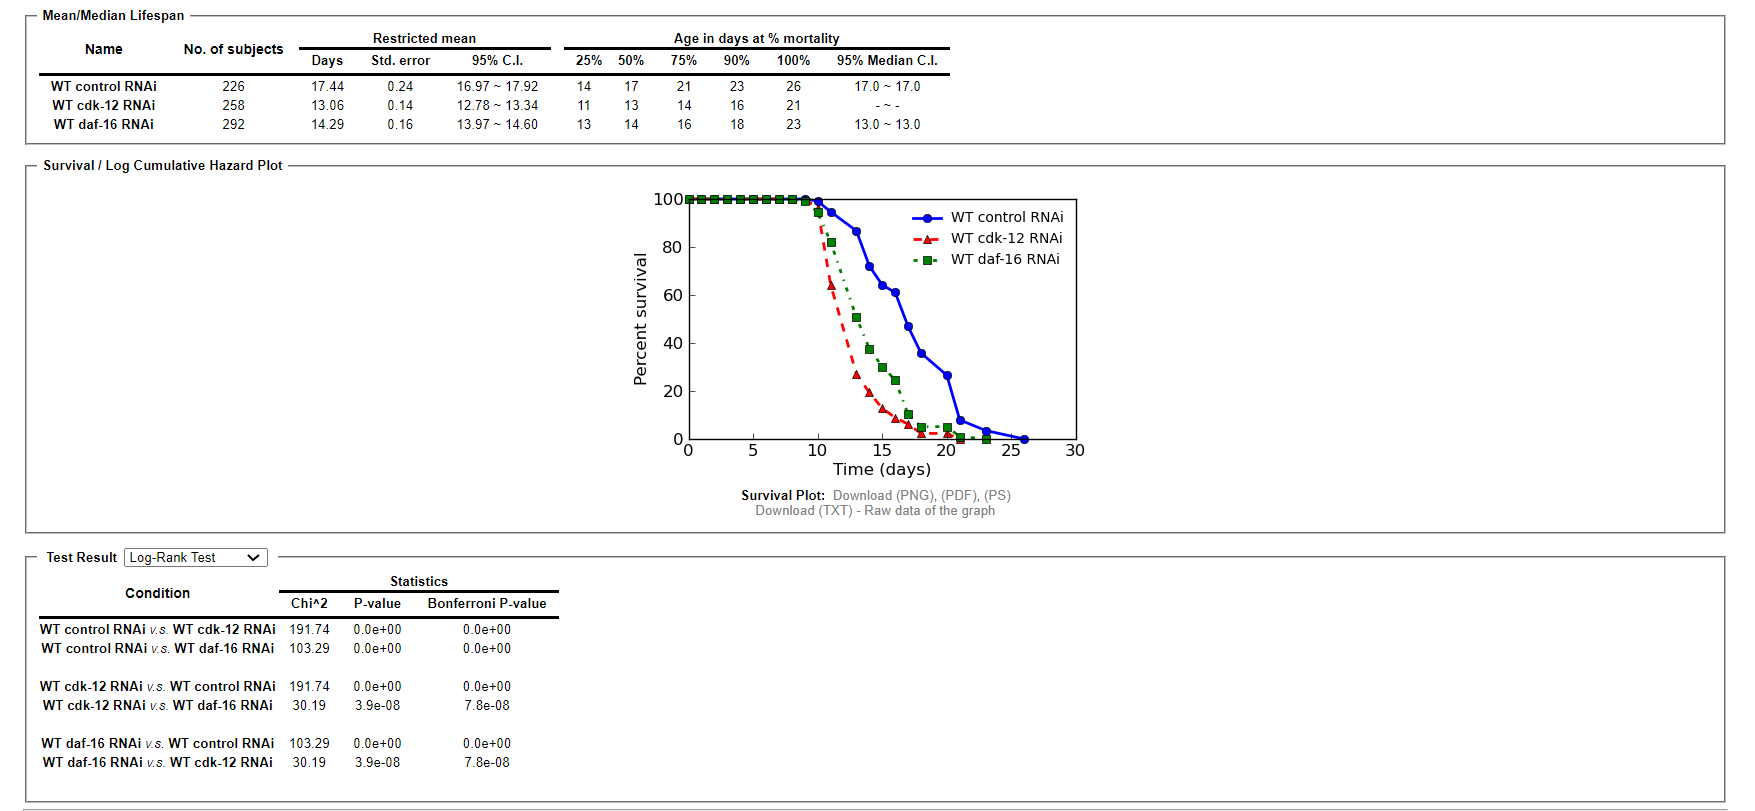 Mean/Median Lifespan
Name No. of subjects Restricted mean Age in days at % mortality
Days Std. error 95% C.I. 25% 50% 75% 90% 100% 95% Median C.I.
WT control RNAi 226 17.44 0.24 16.97 ~ 17.92 14 17 21 23 26 17.0 ~ 17.0
WT cdk-12 RNAi 258 13.06 0.14 12.78 ~ 13.34 11 13 14 16 21 - ~ -
WT daf-16 RNAi 292 14.29 0.16 13.97 ~ 14.60 13 14 16 18 23 13.0 ~ 13.0
Survival / Log Cumulative Hazard Plot
100
80
60
40
20
0
Percent survival
WT control RNAi
WT cdk-12 RNAi
WT daf-16 RNAi
0 5 10 15 20 25 30
Time (days)
Survival Plot: Download (PNG), (PDF), (PS)
Download (TXT) - Raw data of the graph
Test Result Log-Rank Test
Condition Statistics
Chi^2 P-value Bonferroni P-value
WT control RNAi v.s. WT cdk-12 RNAi 191.74 0.0e+00 0.0e+00
WT control RNAi v.s. WT daf-16 RNAi 103.29 0.0e+00 0.0e+00
WT cdk-12 RNAi v.s. WT control RNAi 191.74 0.0e+00 0.0e+00
WT cdk-12 RNAi v.s. WT daf-16 RNAi 30.19 3.9e-08 7.8e-08
WT daf-16 RNAi v.s. WT control RNAi 103.29 0.0e+00 0.0e+00
WT daf-16 RNAi v.s. WT cdk-12 RNAi 30.19 3.9e-08 7.8e-08